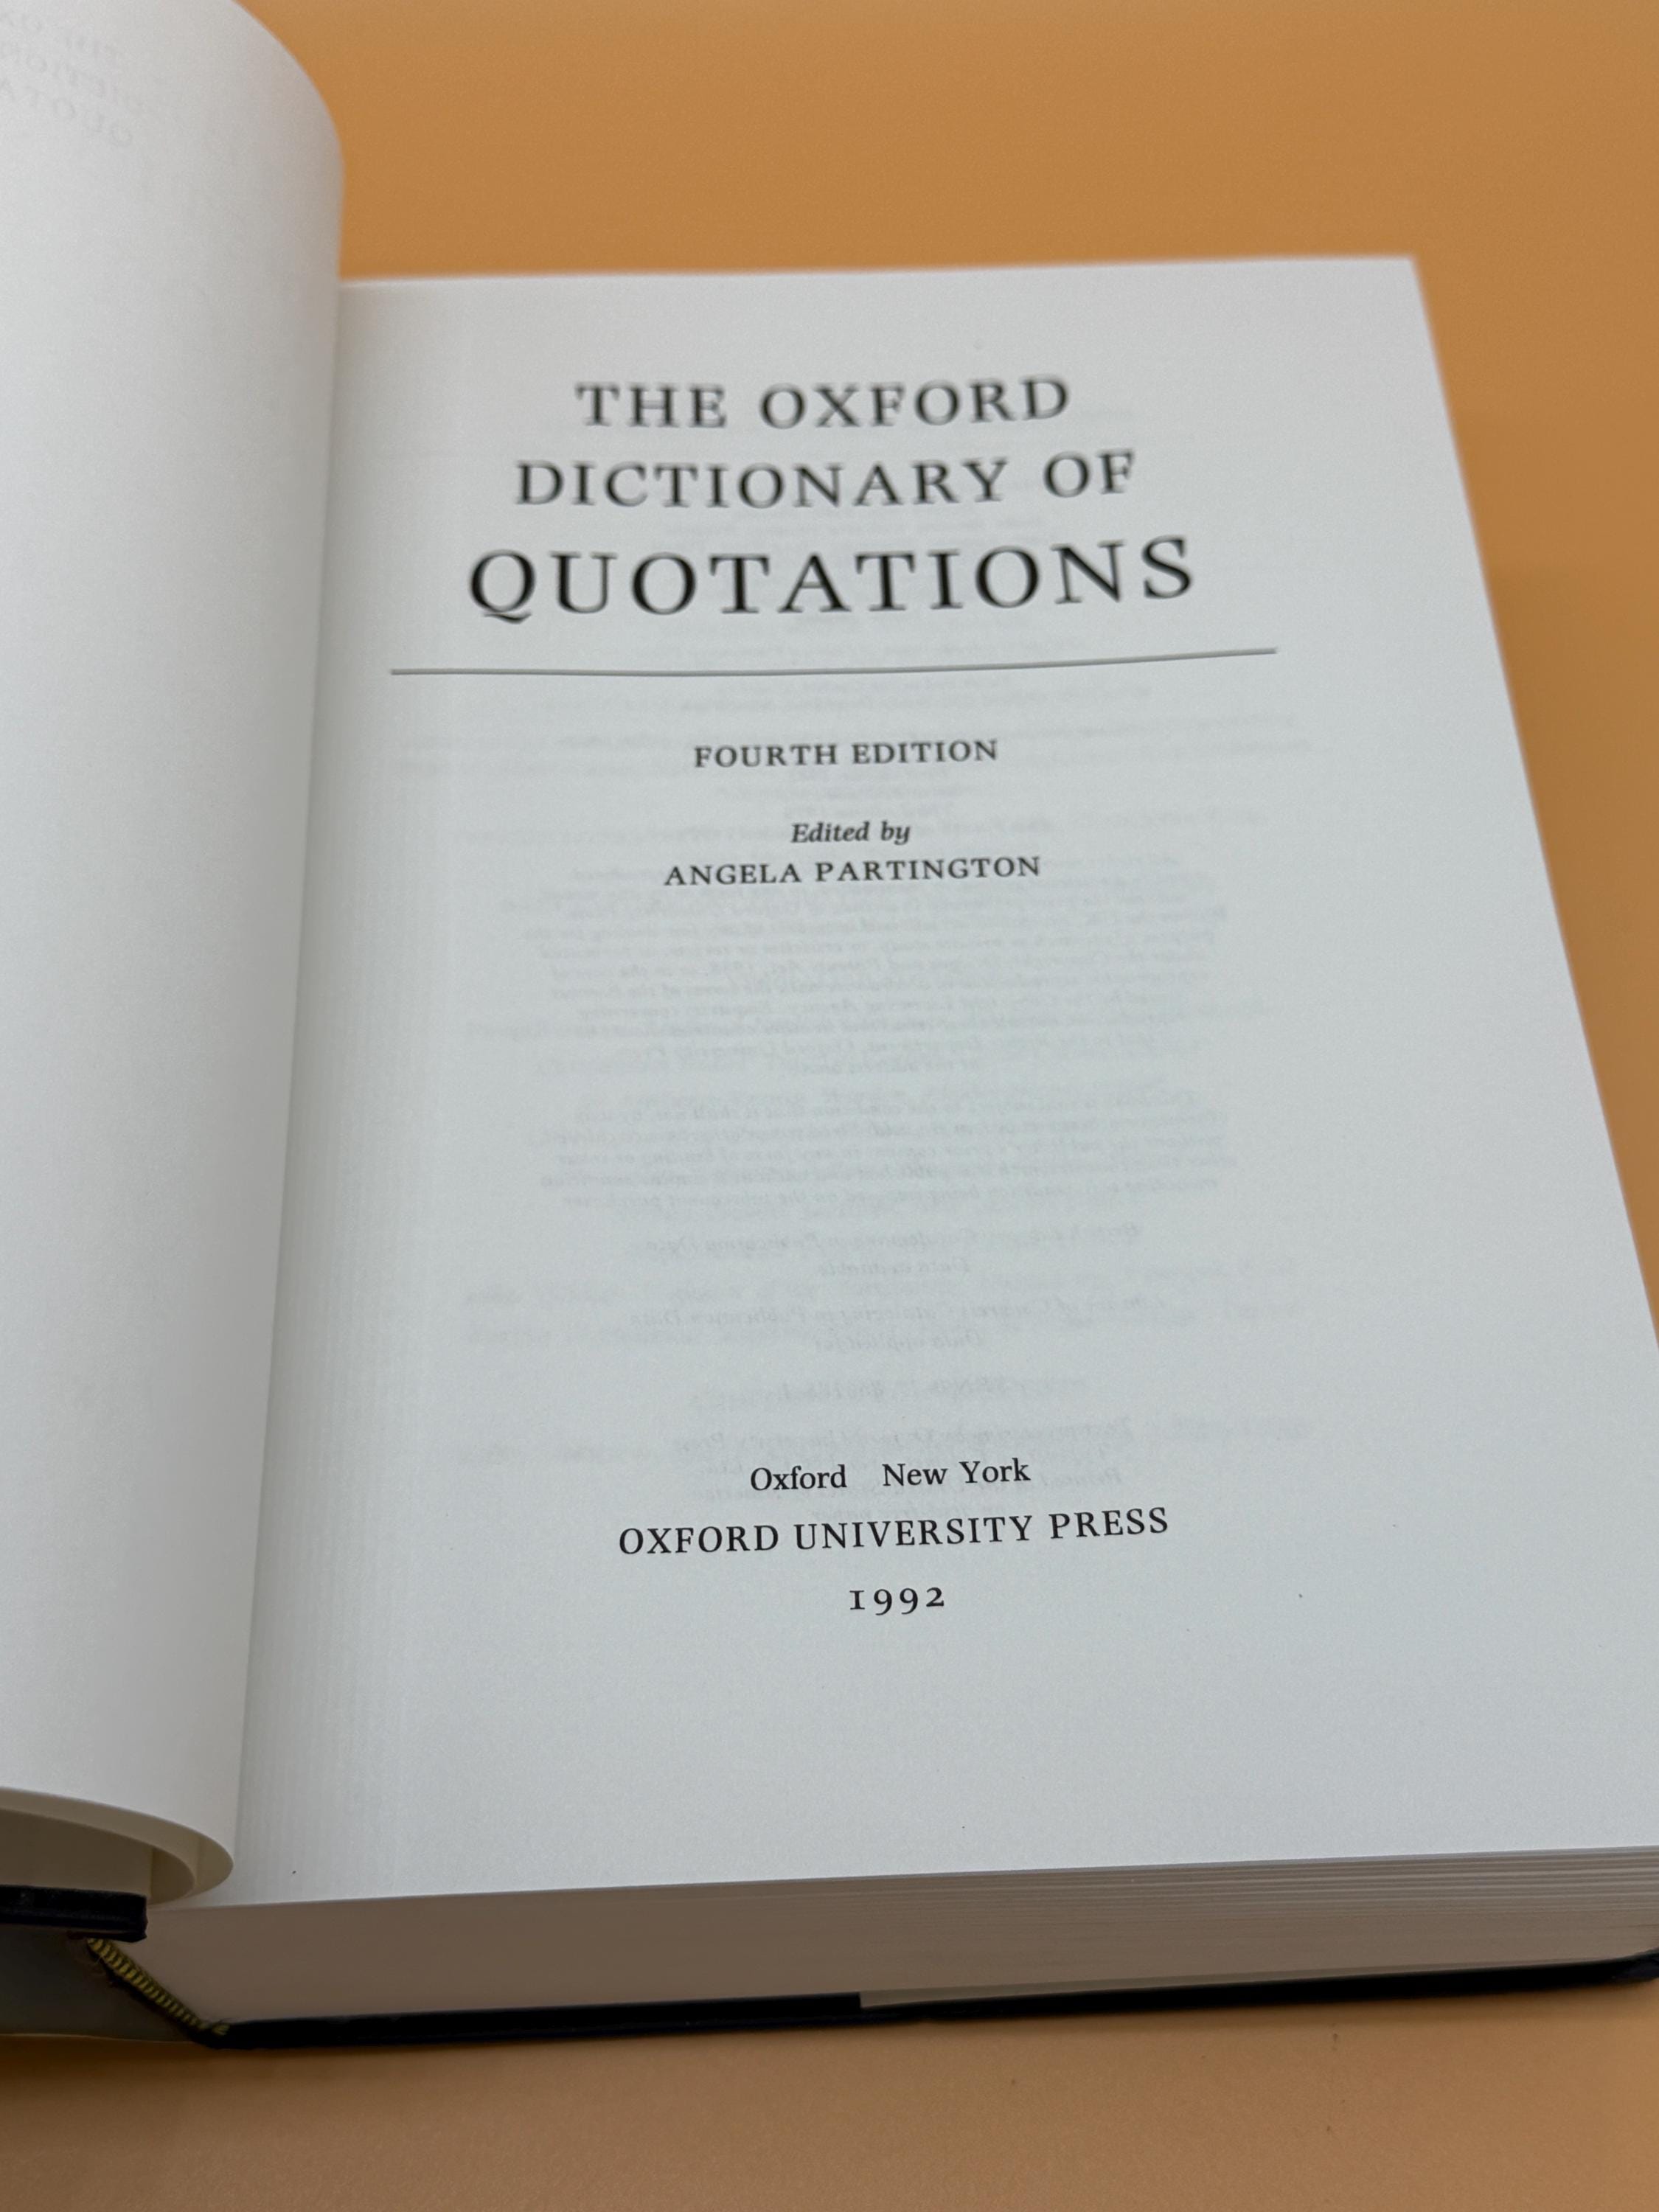 THE OXFORD
DICTIONARY OF
QUOTATIONS
FOURTH EDITION
Edited by
ANGELA PARTINGTON
Oxford New York
OXFORD UNIVERSITY PRESS
1992